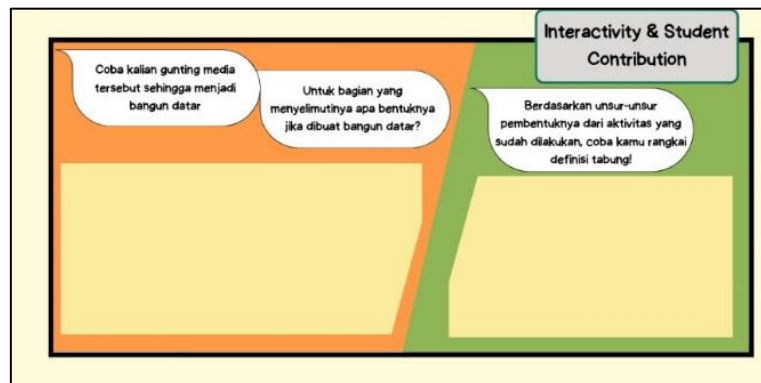 Interactivity & Student
Contribution
Coba kalian gunting media
tersebut sehingga menjadi
bangun datar
Untuk bagian yang
menyelimutinya apa bentuknya
jika dibuat bangun datar?
Berdasarkan unsur-unsur
pembentuknya dari aktivitas yang
sudah dilakukan, coba kamu rangkai
definisi tabung!